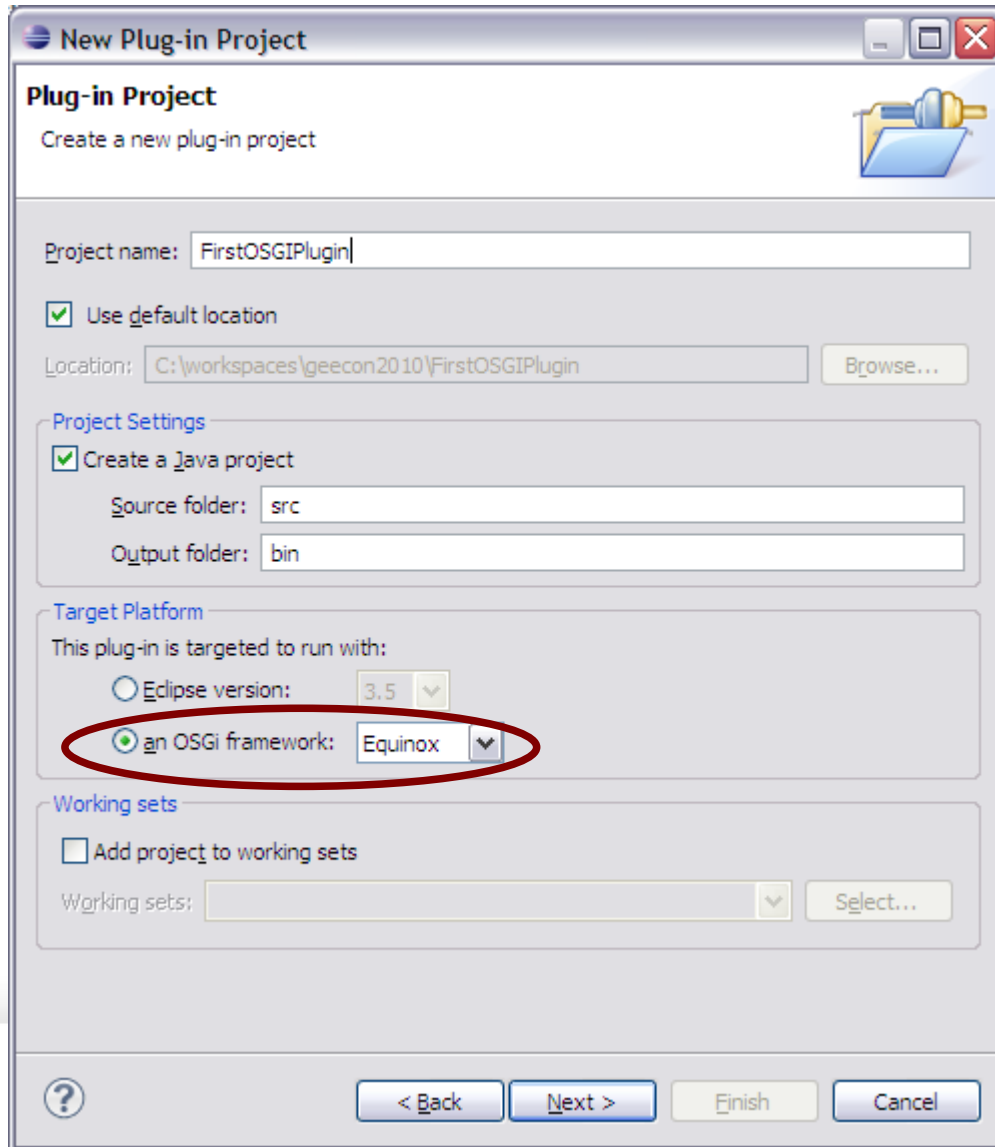 New Plug-in Project
Plug-in Project
Create a new plug-in project
Project name: FirstOSGIPlugin
Use default location
Location: C:\workspaces\geecon2010\FirstOSGIPlugin Browse...
Project Settings
Create a Java project
Source folder: src
Output folder: bin
Target Platform
This plug-in is targeted to run with:
Eclipse version: 3.5
an OSGi framework: Equinox
Working sets
Add project to working sets
Working sets: Select...
? < Back Next > Finish Cancel